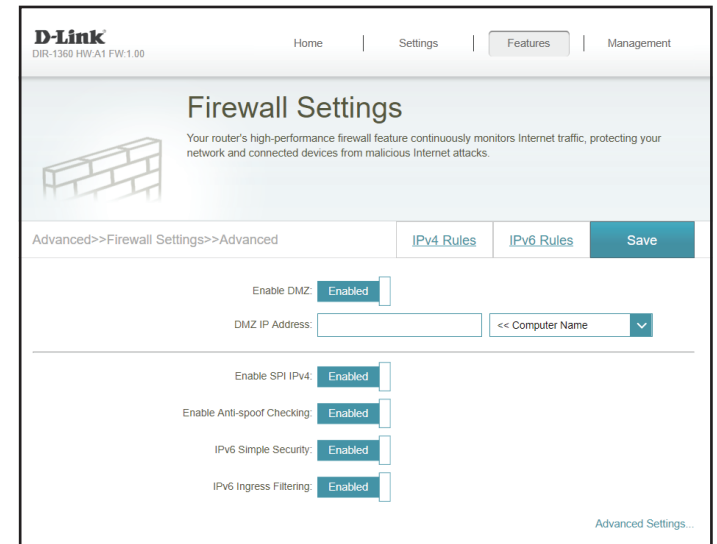 D-Link
DIR-1360 HW:A1 FW:1.00
Home
Settings
Features
Management
Firewall Settings
Your router's high-performance firewall feature continuously monitors Internet traffic, protecting your
network and connected devices from malicious Internet attacks.
Advanced>>Firewall Settings>>Advanced
IPv4 Rules
IPv6 Rules
Save
Enable DMZ: Enabled
DMZ IP Address: << Computer Name
Enable SPI IPv4: Enabled
Enable Anti-spoof Checking: Enabled
IPv6 Simple Security: Enabled
IPv6 Ingress Filtering: Enabled
Advanced Settings...